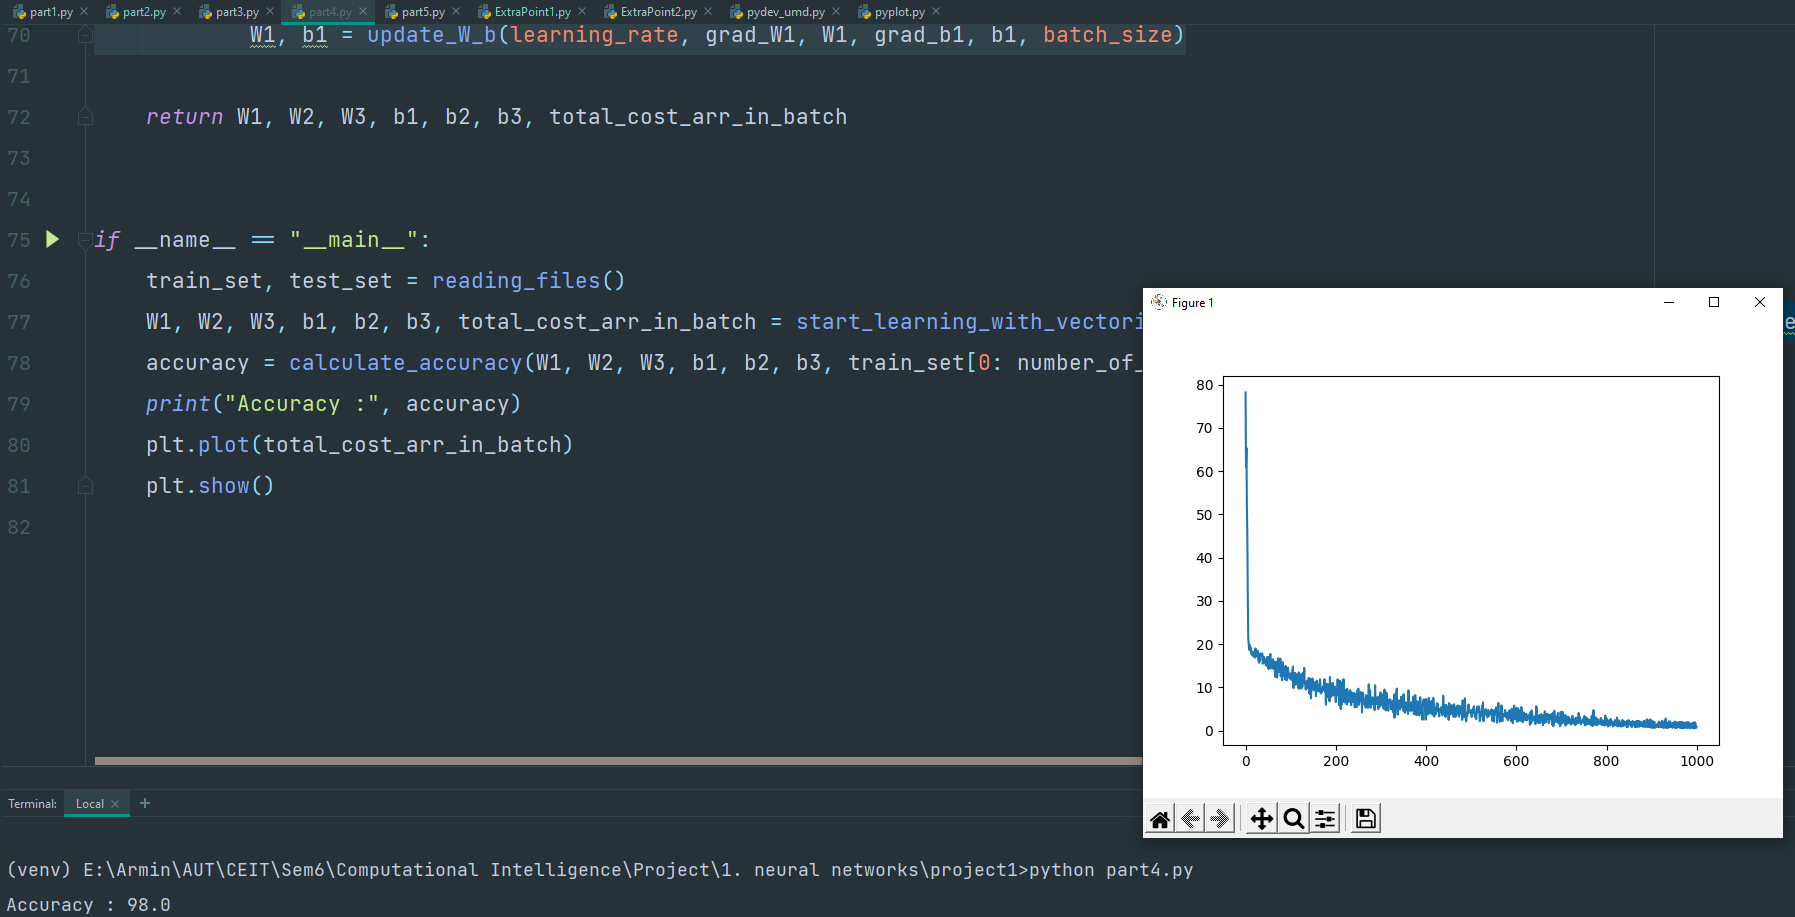 part1.py part2.py part3.py part4.py part5.py ExtraPoint1.py ExtraPoint2.py pydev_umd.py pyplot.py
70 W1, b1 = update_W_b(learning_rate, grad_W1, W1, grad_b1, b1, batch_size)
71
72 return W1, W2, W3, b1, b2, b3, total_cost_arr_in_batch
73
74
75 if __name__ == "__main__":
76 train_set, test_set = reading_files()
77 W1, W2, W3, b1, b2, b3, total_cost_arr_in_batch = start_learning_with_vectori
78 accuracy = calculate_accuracy(W1, W2, W3, b1, b2, b3, train_set[0: number_of_
79 print("Accuracy :", accuracy)
80 plt.plot(total_cost_arr_in_batch)
81 plt.show()
82
Figure 1
80
70
60
50
40
30
20
10
0
0 200 400 600 800 1000
e
Terminal: Local +
(venv) E:\Armin\AUT\CEIT\Sem6\Computational Intelligence\Project\1. neural networks\project1>python part4.py
Accuracy : 98.0